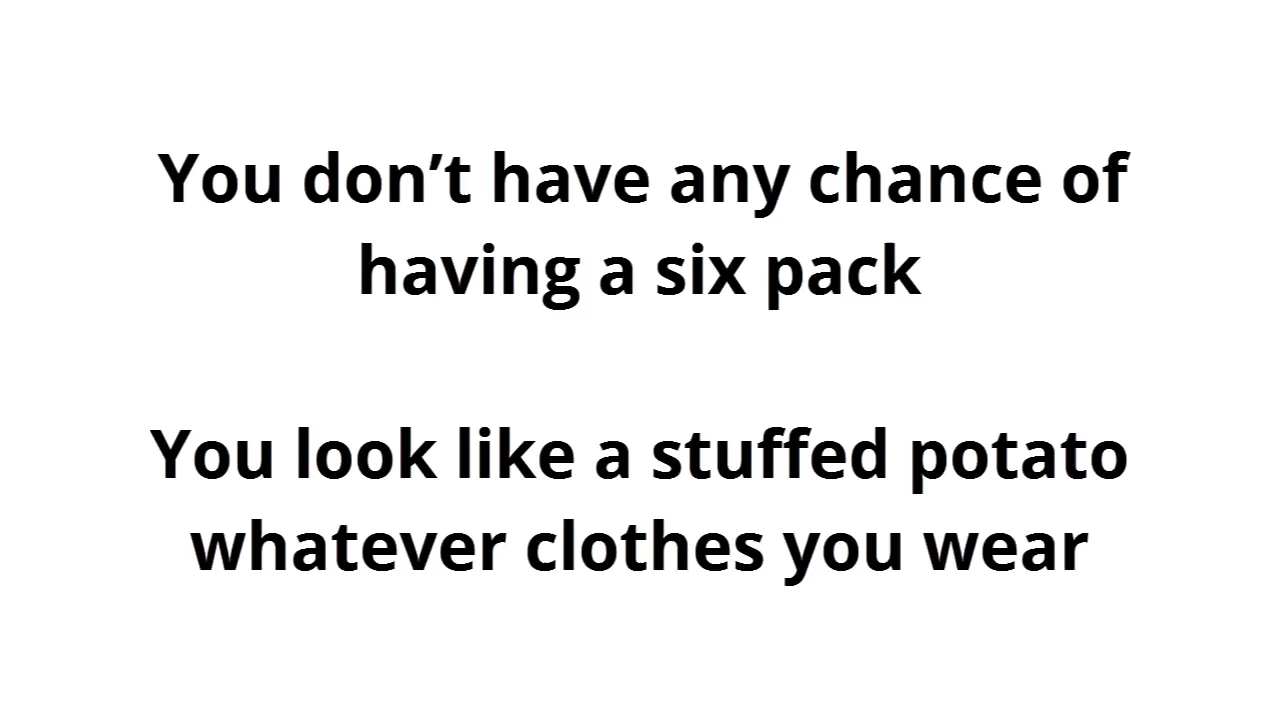 You don’t have any chance of
having a six pack
You look like a stuffed potato
whatever clothes you wear